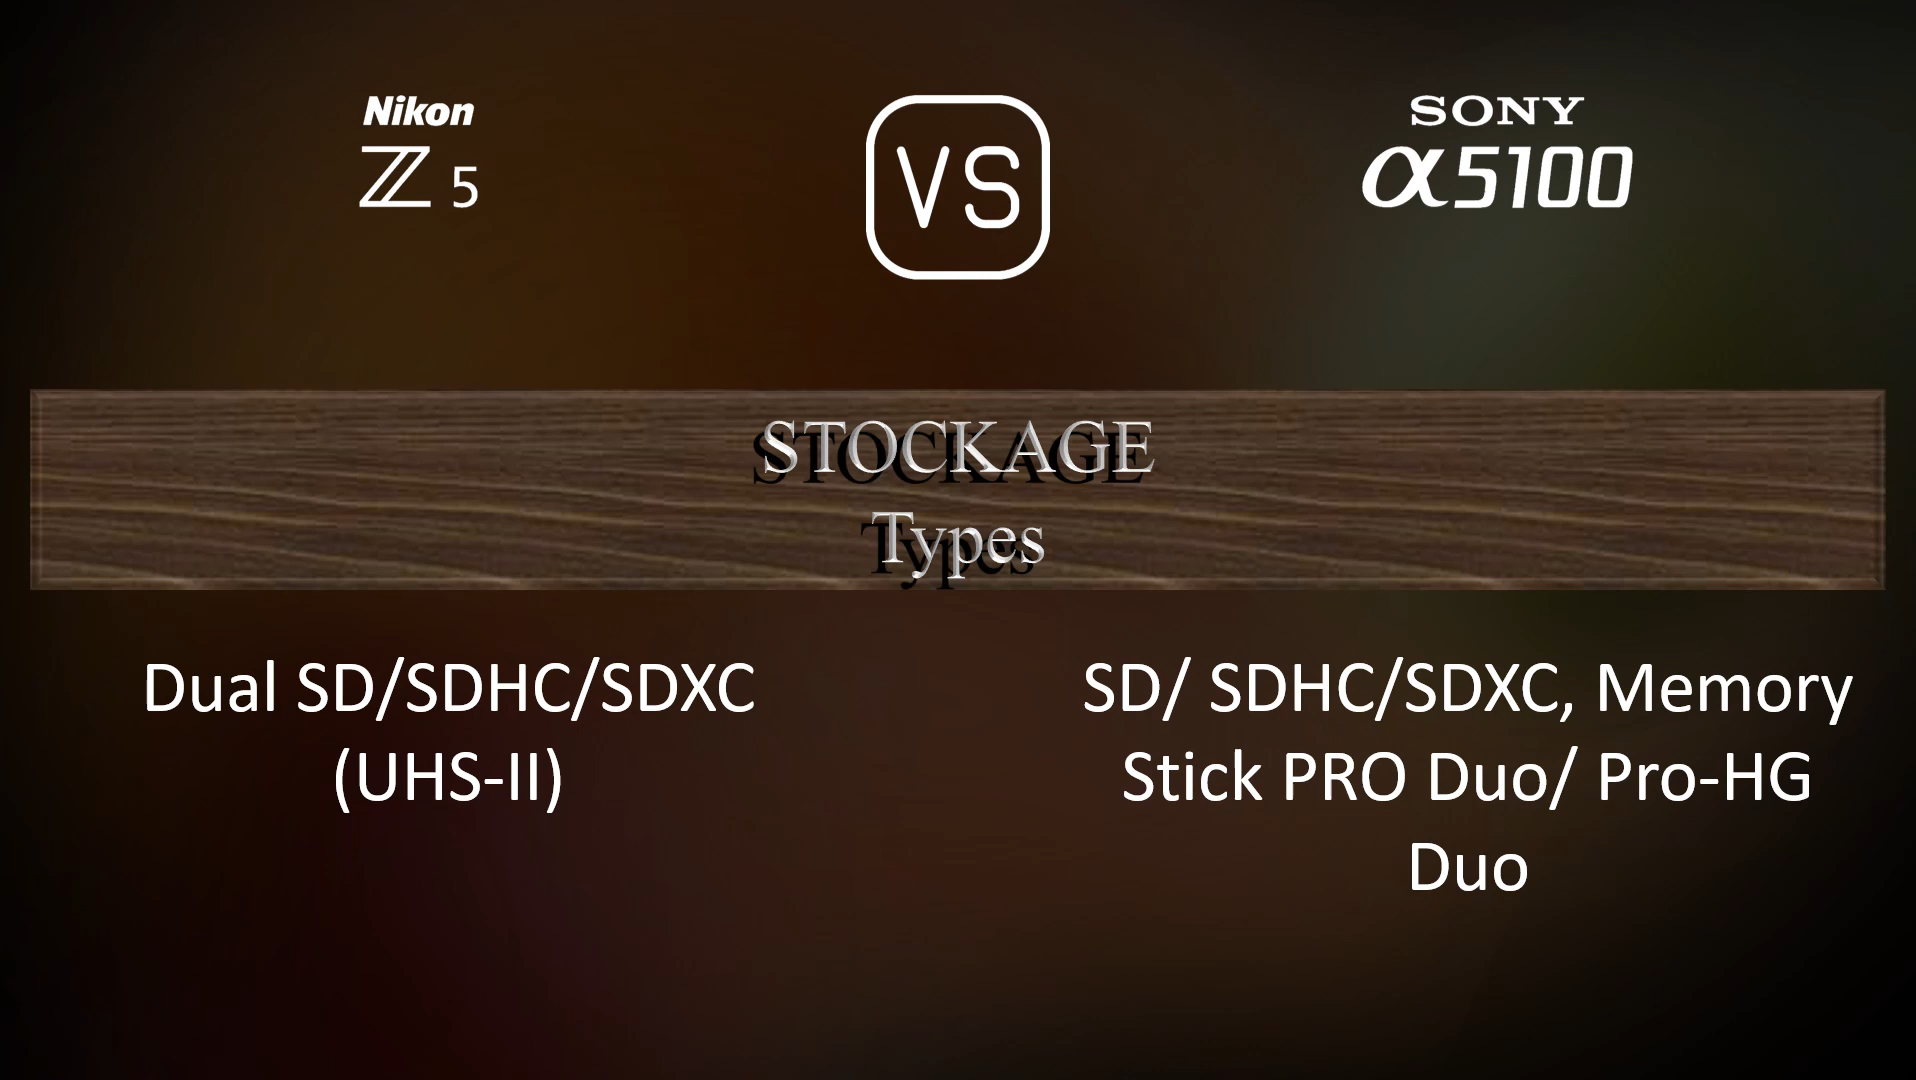 Nikon
Z 5
VS
SONY
α5100
STOCKAGE
Types
Dual SD/SDHC/SDXC
(UHS-II)
SD/ SDHC/SDXC, Memory
Stick PRO Duo/ Pro-HG
Duo